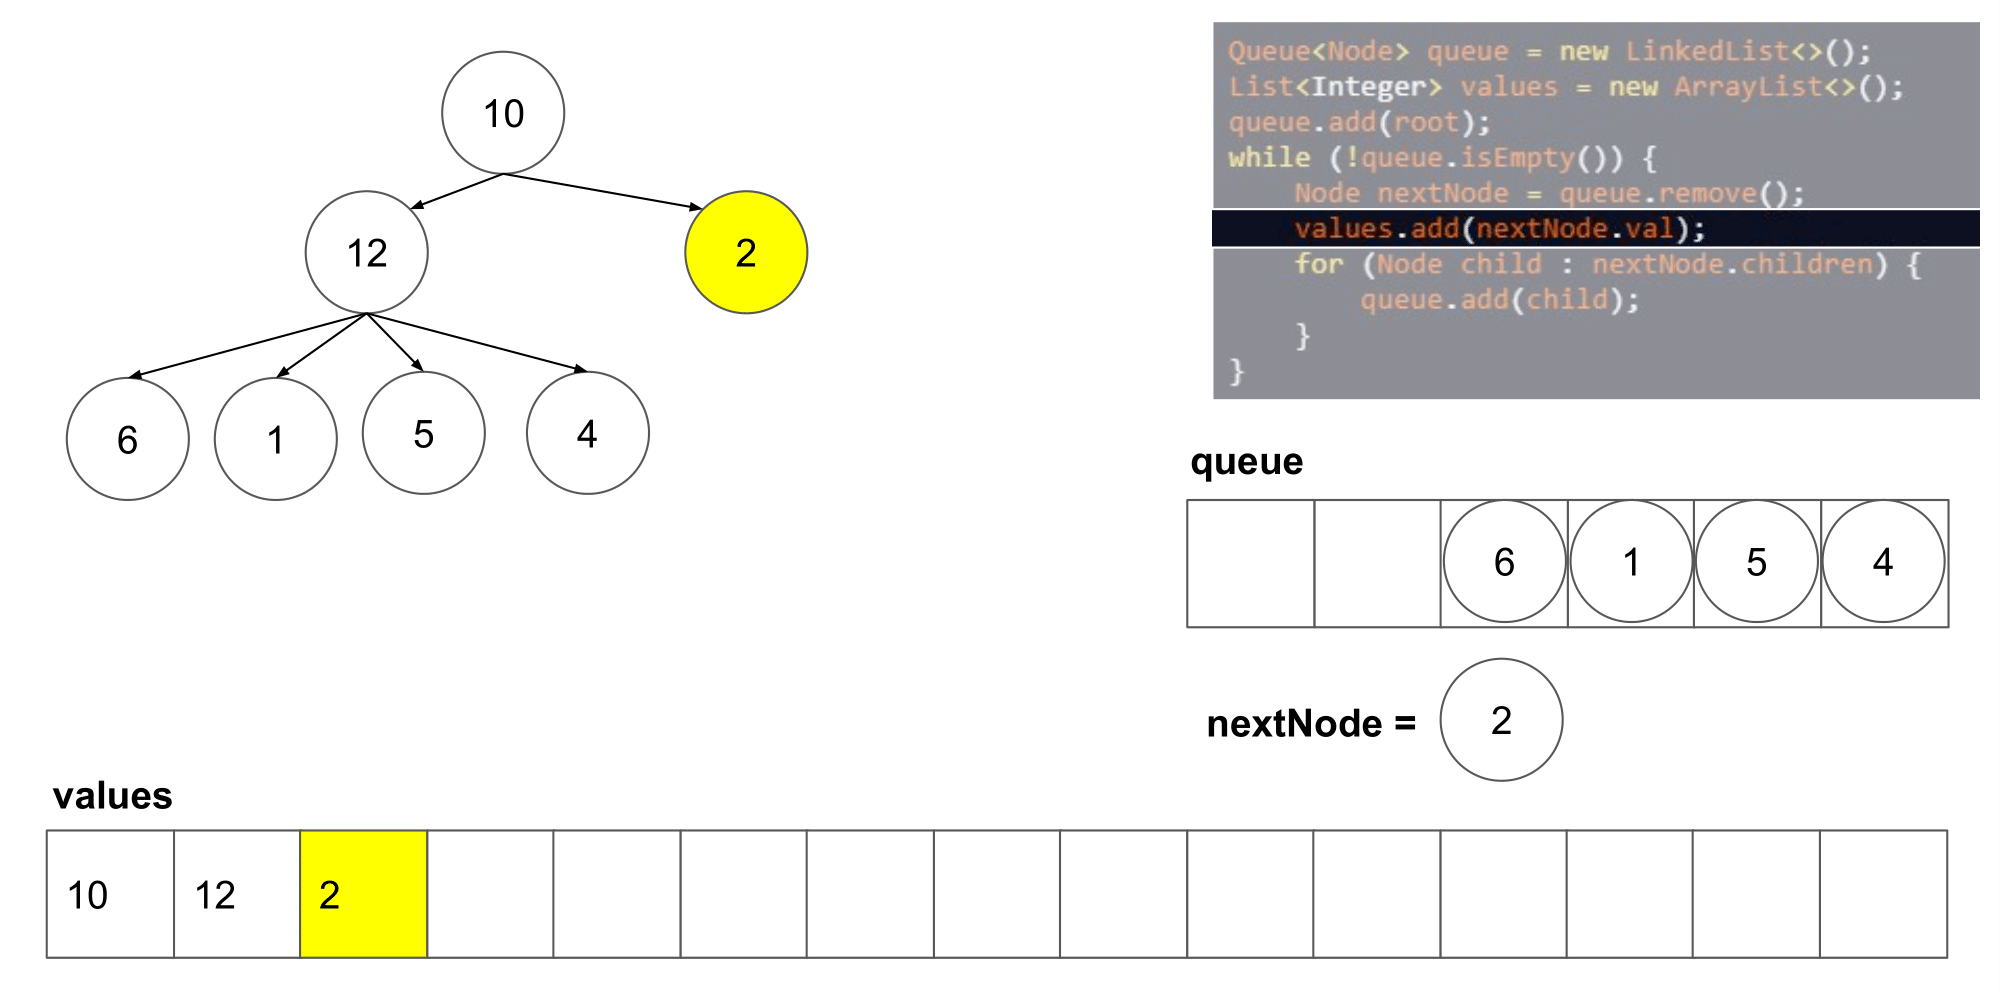 10
12
2
6
1
5
4
Queue<Node> queue = new LinkedList<>();
List<Integer> values = new ArrayList<>();
queue.add(root);
while (!queue.isEmpty()) {
    Node nextNode = queue.remove();
    values.add(nextNode.val);
    for (Node child : nextNode.children) {
        queue.add(child);
    }
}
queue
6 1 5 4
nextNode = 2
values
10 12 2